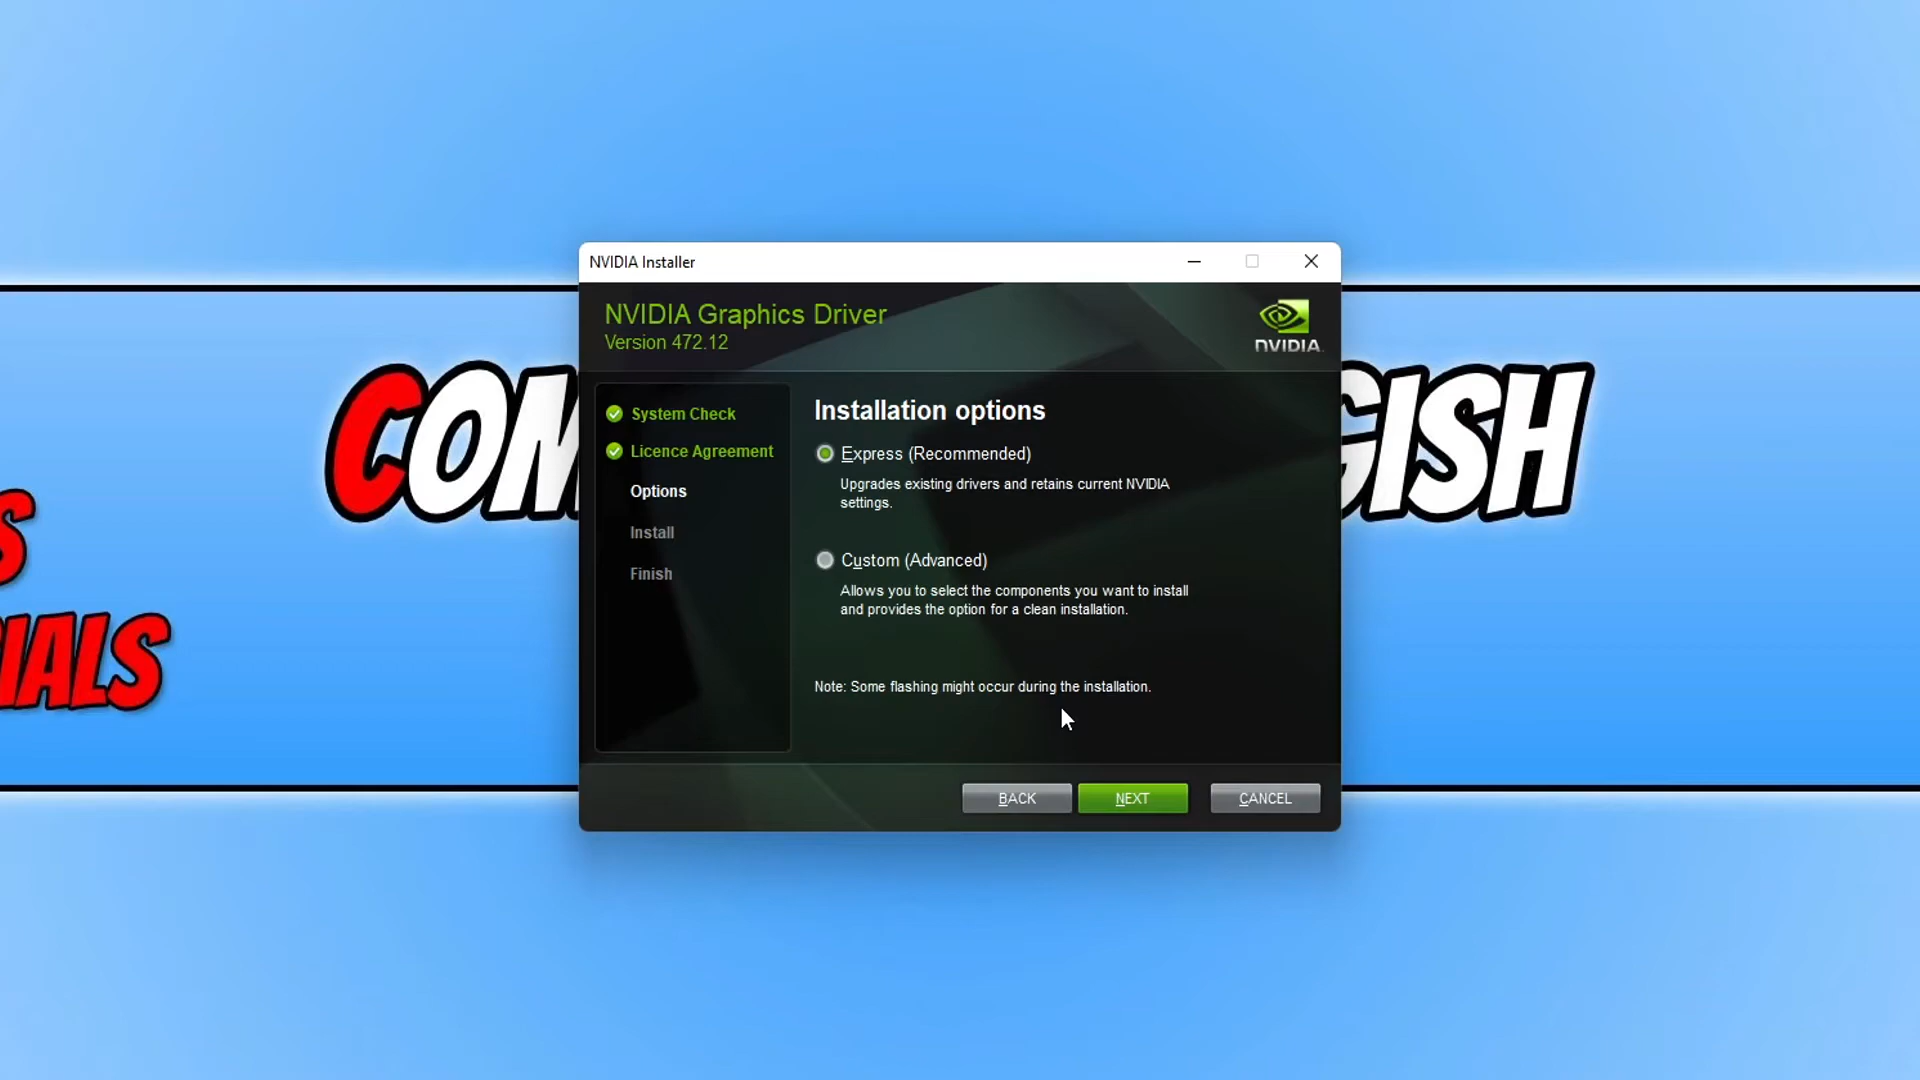 NVIDIA Installer
NVIDIA Graphics Driver
Version 472.12
NVIDIA.
System Check
Licence Agreement
Options
Install
Finish
Installation options
Express (Recommended)
Upgrades existing drivers and retains current NVIDIA
settings.
Custom (Advanced)
Allows you to select the components you want to install
and provides the option for a clean installation.
Note: Some flashing might occur during the installation.
BACK
NEXT
CANCEL
COM
GISH
S
IALS